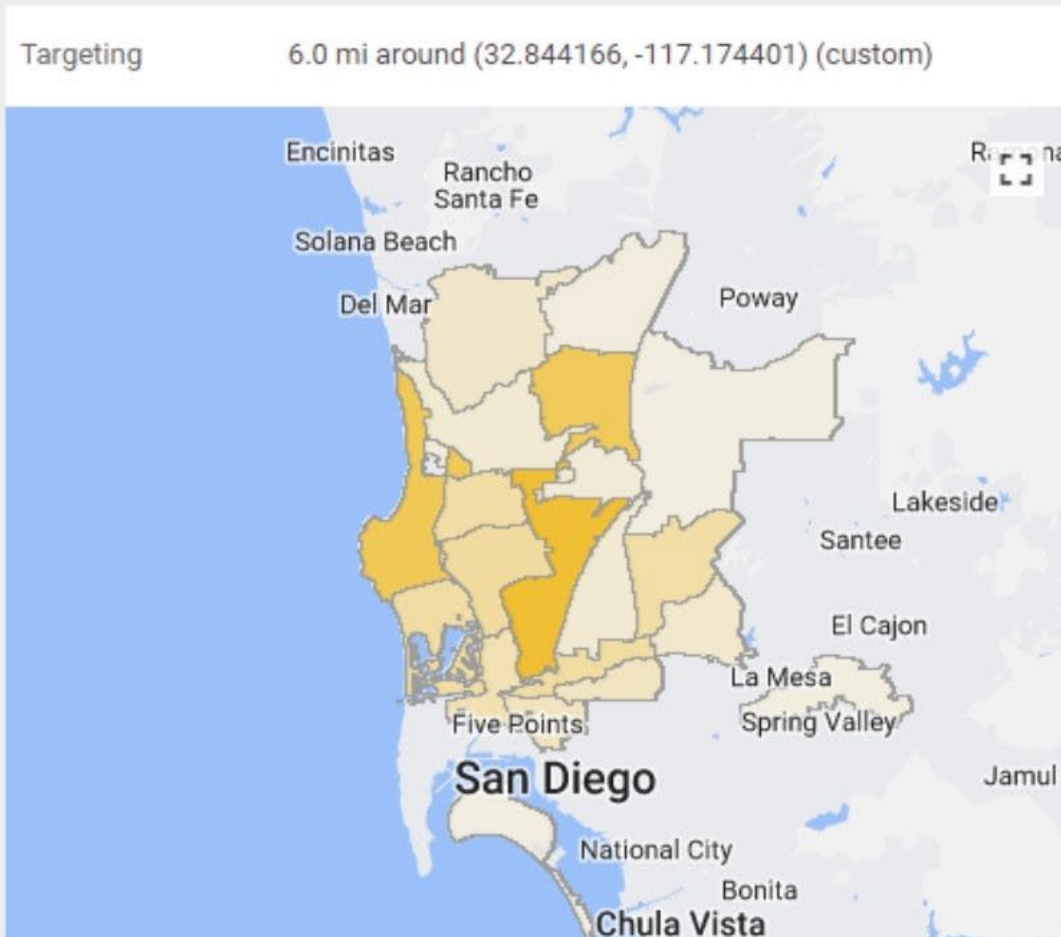 Targeting 6.0 mi around (32.844166, -117.174401) (custom)
Encinitas
Rancho
Santa Fe
Solana Beach
Del Mar
Poway
Lakeside
Santee
El Cajon
La Mesa
Spring Valley
Five Points
San Diego
Jamul
National City
Bonita
Chula Vista